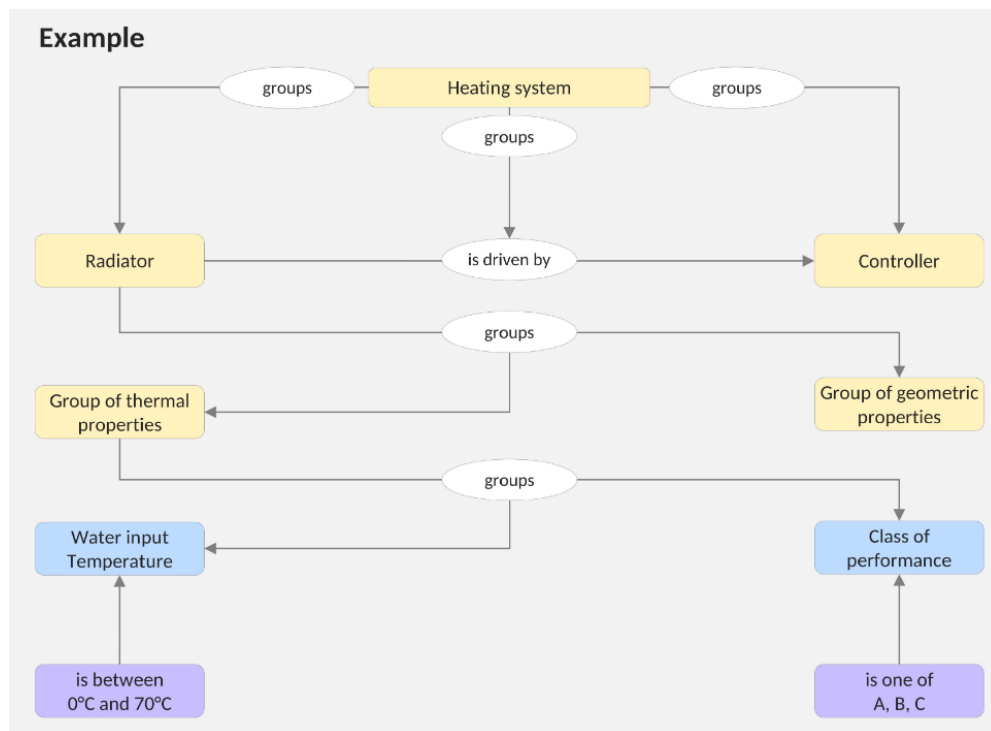 Example
groups
Heating system
groups
groups
Radiator
is driven by
Controller
groups
Group of thermal
properties
Group of geometric
properties
groups
Water input
Temperature
Class of
performance
is between
0°C and 70°C
is one of
A, B, C